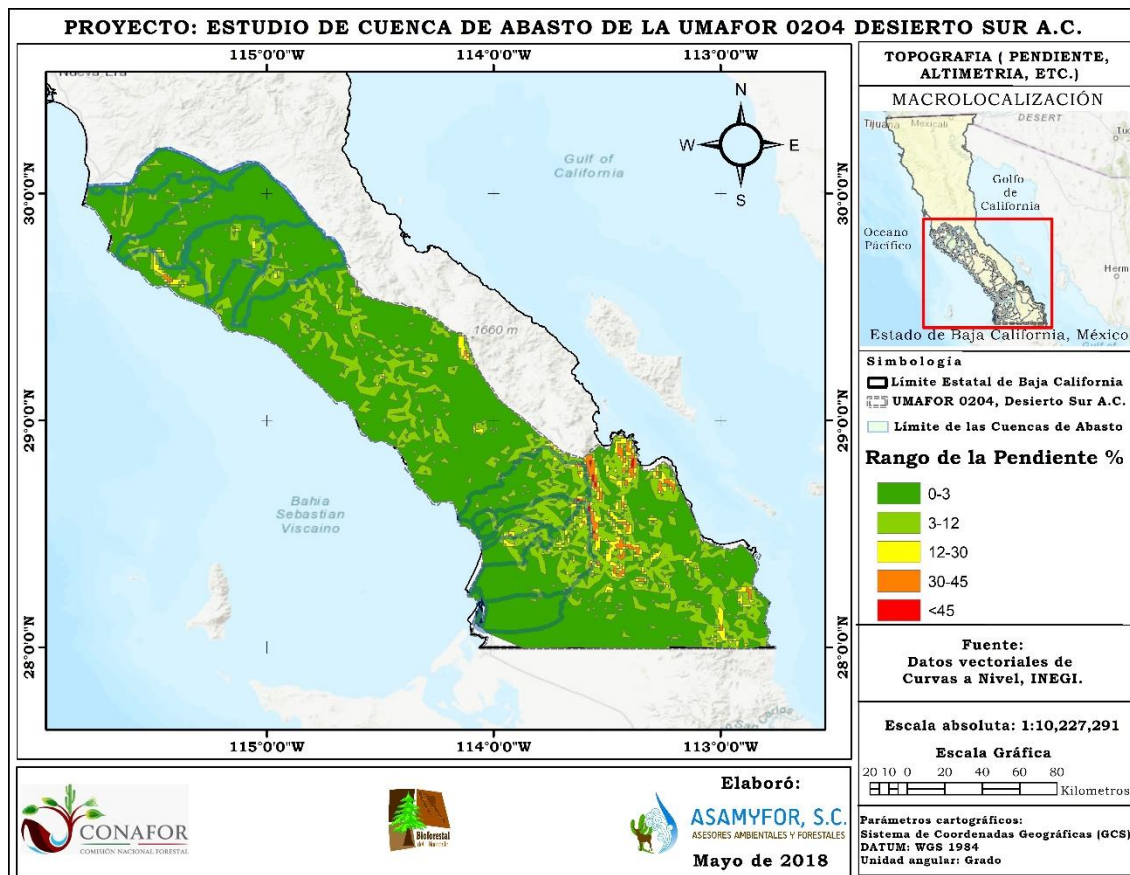 PROYECTO: ESTUDIO DE CUENCA DE ABASTO DE LA UMAFOR 02O4 DESIERTO SUR A.C.
115°0'0"W
114°0'0"W
113°0'0"W
30°0'0"N
29°0'0"N
28°0'0"N
N
W
E
S
Gulf of
California
1660 m
Bahia
Sebastian
Viscaino
30°0'0"N
29°0'0"N
28°0'0"N
115°0'0"W
114°0'0"W
113°0'0"W
TOPOGRAFIA ( PENDIENTE,
ALTIMETRIA, ETC.)
MACROLOCALIZACIÓN
Tijuana
Mexicali
DESERT
Golfo
de
California
Oceano
Pácífico
Herm
Estado de Baja California, México
Simbología
Límite Estatal de Baja California
UMAFOR 0204, Desierto Sur A.C.
Límite de las Cuencas de Abasto
Rango de la Pendiente %
0-3
3-12
12-30
30-45
<45
Fuente:
Datos vectoriales de
Curvas a Nivel, INEGI.
Escala absoluta: 1:10,227,291
Escala Gráfica
20 10 0 20 40 60 80
Kilometros
Parámetros cartográficos:
Sistema de Coordenadas Geográficas (GCS)
DATUM: WGS 1984
Unidad angular: Grado
CONAFOR
COMISIÓN NACIONAL FORESTAL
Bioforestal
Elaboró:
ASAMYFOR, S.C.
ASESORES AMBIENTALES Y FORESTALES
Mayo de 2018